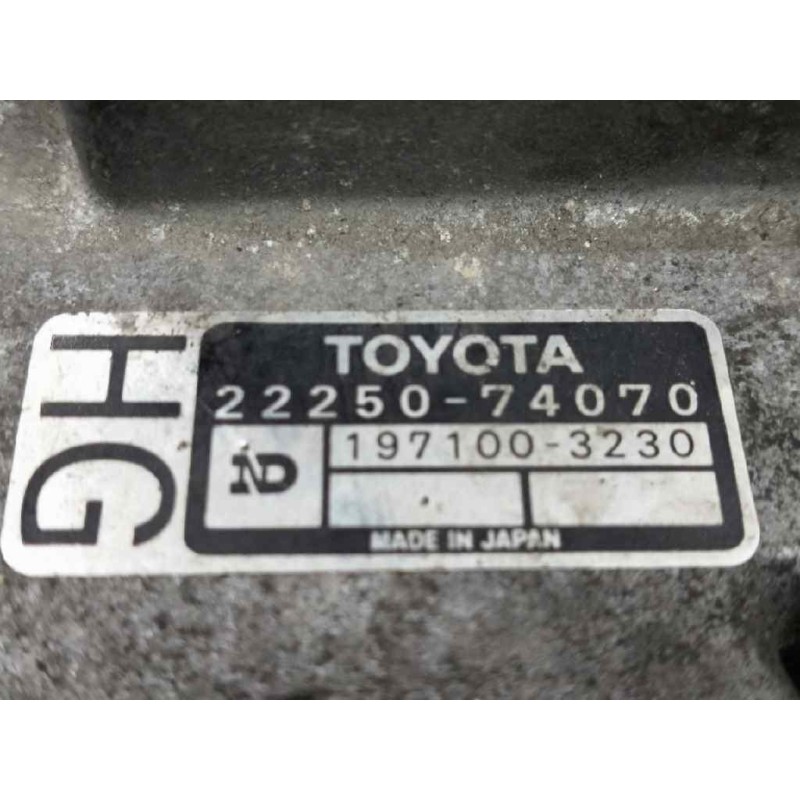 HG
TOYOTA
22250-74070
ND
197100-3230
MADE IN JAPAN